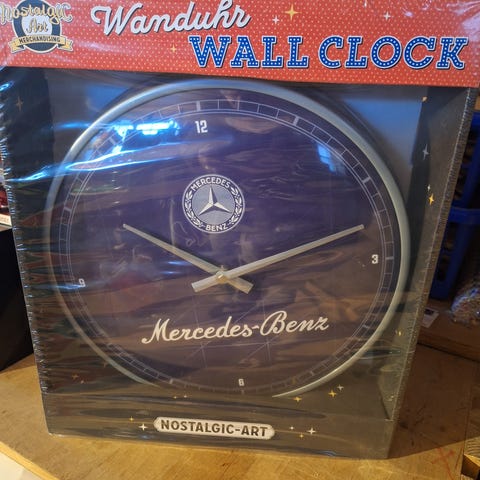 Nostalgic
Art
MERCHANDISING
Wanduhr
WALL CLOCK
12
MERCEDES
BENZ
3
9
Mercedes-Benz
6
NOSTALGIC-ART